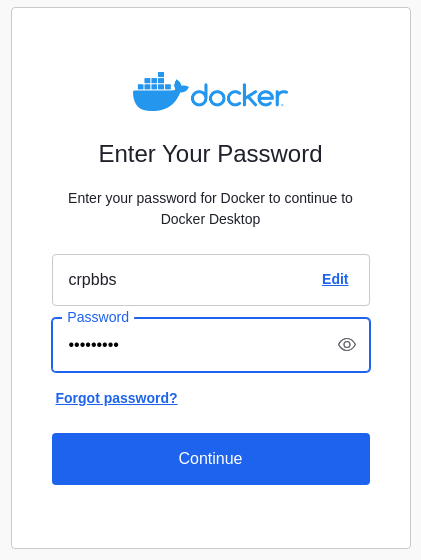 docker
Enter Your Password
Enter your password for Docker to continue to
Docker Desktop
crpbbs
Edit
Password
•••••••••
Forgot password?
Continue